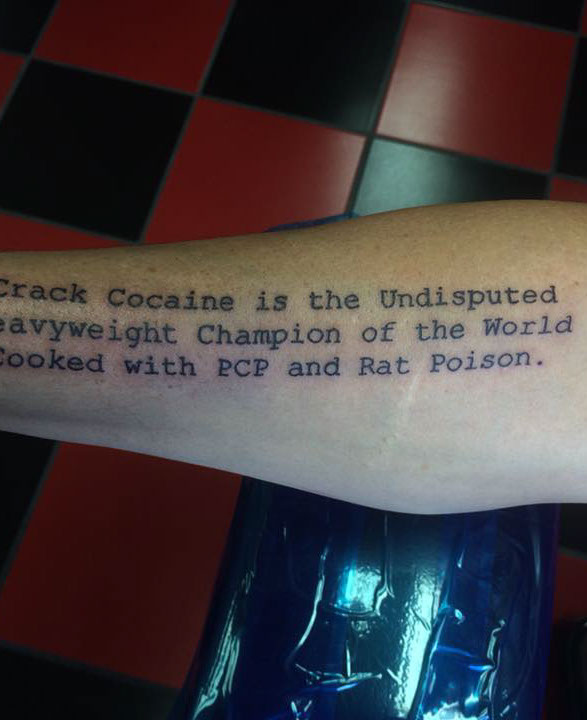 Crack Cocaine is the Undisputed
eavyweight Champion of the World
Cooked with PCP and Rat Poison.